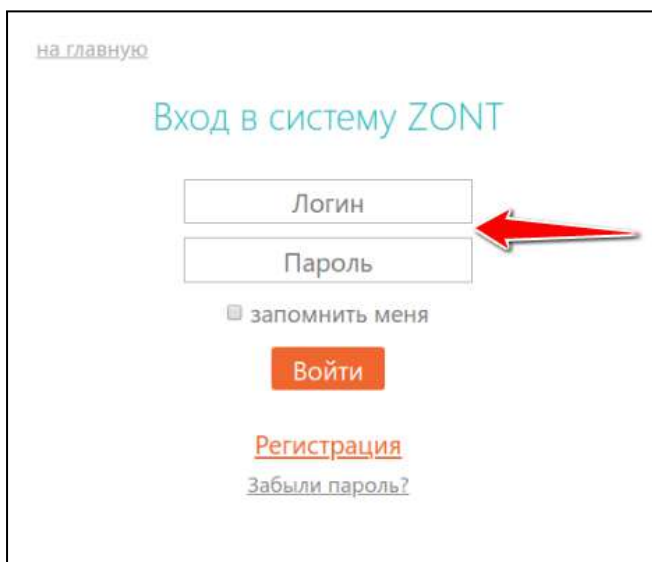 на главную
Вход в систему ZONT
Логин
Пароль
запомнить меня
Войти
Регистрация
Забыли пароль?